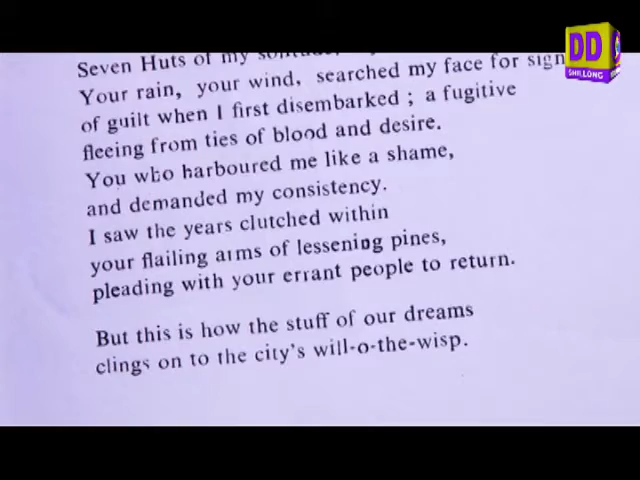 DD
SHILLONG
Seven Huts of my solitude,
Your rain, your wind, searched my face for sign
of guilt when I first disembarked ; a fugitive
fleeing from ties of blood and desire.
You who harboured me like a shame,
and demanded my consistency.
I saw the years clutched within
your flailing arms of lessening pines,
pleading with your errant people to return.
But this is how the stuff of our dreams
clings on to the city's will-o-the-wisp.